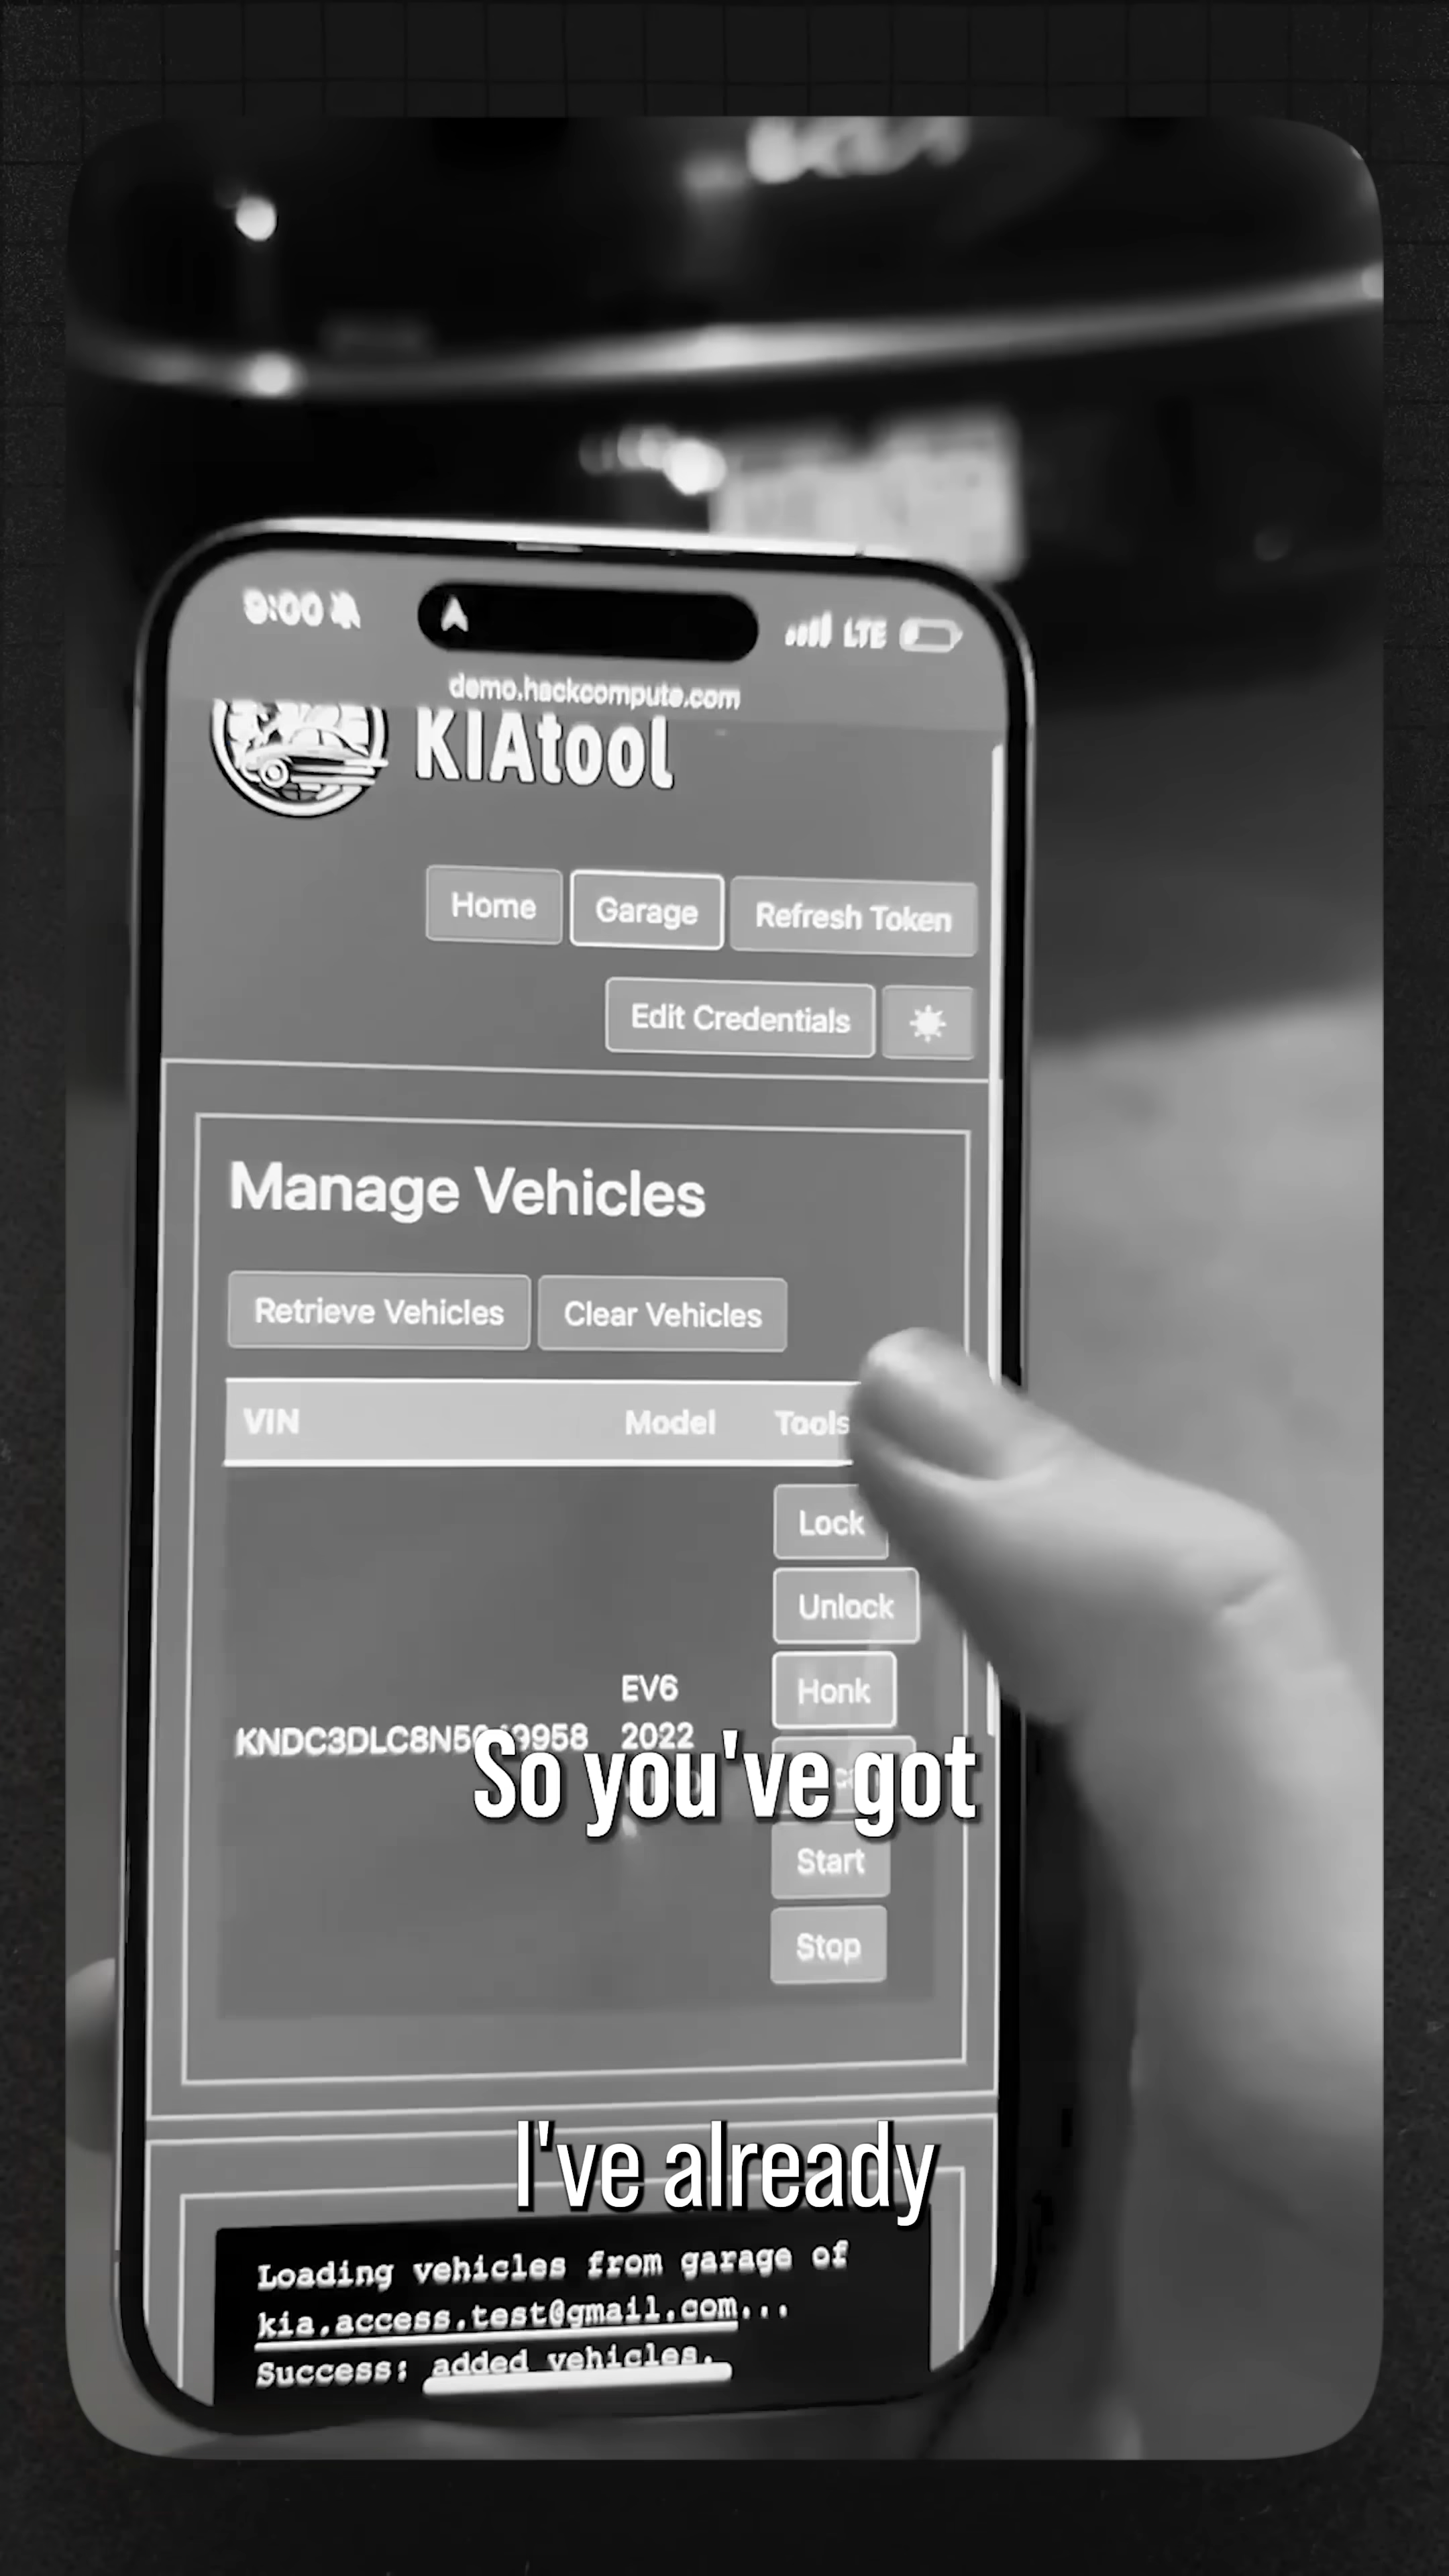 9:00
LTE
demo.hackcompute.com
KIAtool
Home
Garage
Refresh Token
Edit Credentials
Manage Vehicles
Retrieve Vehicles
Clear Vehicles
VIN
Model
Tools
Lock
Unlock
Honk
EV6
2022
So you've got
Start
Stop
I've already
Loading vehicles from garage of
kia.access.test@gmail.com...
Success: added vehicles.